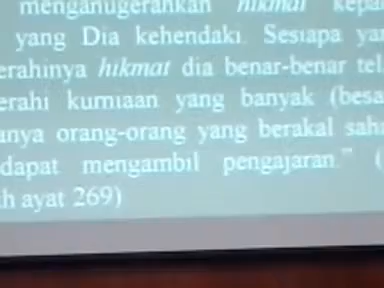 menganugerahkan hikmat kepa
yang Dia kehendaki. Sesiapa ya
erahinya hikmat dia benar-benar tel
erahi kurniaan yang banyak (besa
anya orang-orang yang berakal sah
dapat mengambil pengajaran." (
h ayat 269)